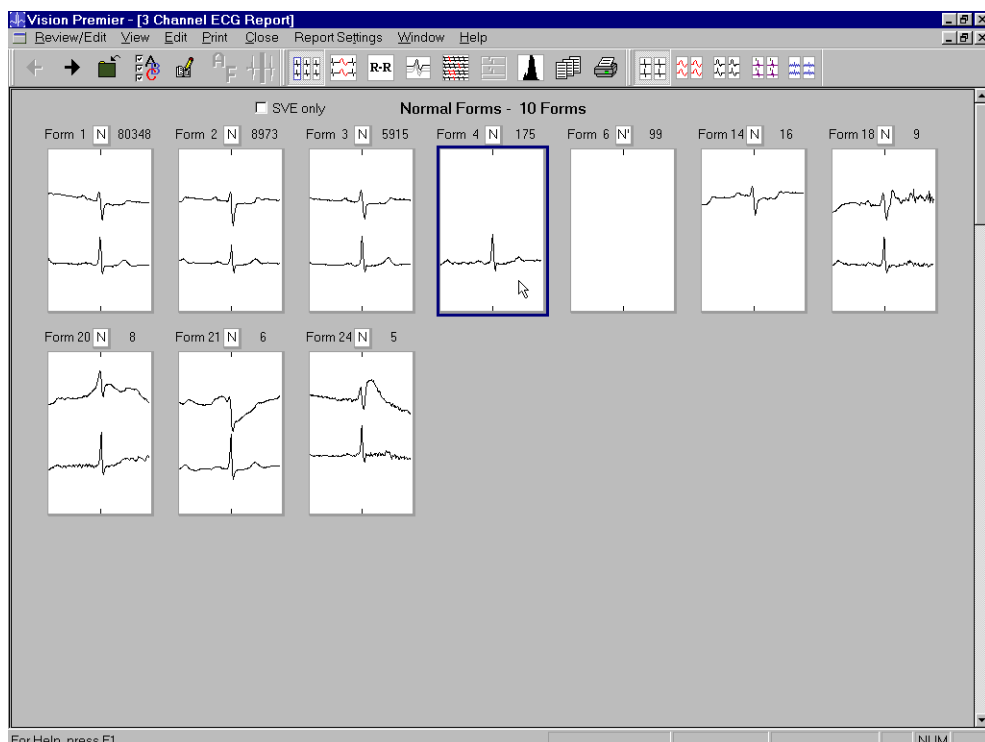 Vision Premier - [3 Channel ECG Report]
Review/Edit View Edit Print Close Report Settings Window Help
A B C A F R-R
SVE only Normal Forms - 10 Forms
Form 1 N 80348 Form 2 N 8973 Form 3 N 5915 Form 4 N 175 Form 6 N' 99 Form 14 N 16 Form 18 N 9
Form 20 N 8 Form 21 N 6 Form 24 N 5
For Help, press F1 NUM